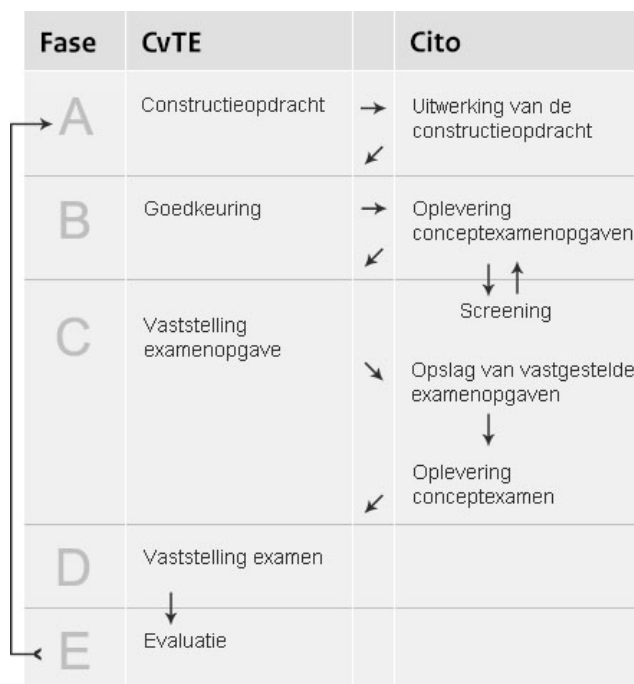 Fase CvTE Cito
A Constructieopdracht Uitwerking van de
constructieopdracht
B Goedkeuring Oplevering
conceptexamenopgaven
Screening
C Vaststelling
examenopgave
Opslag van vastgestelde
examenopgaven
Oplevering
conceptexamen
D Vaststelling examen
E Evaluatie